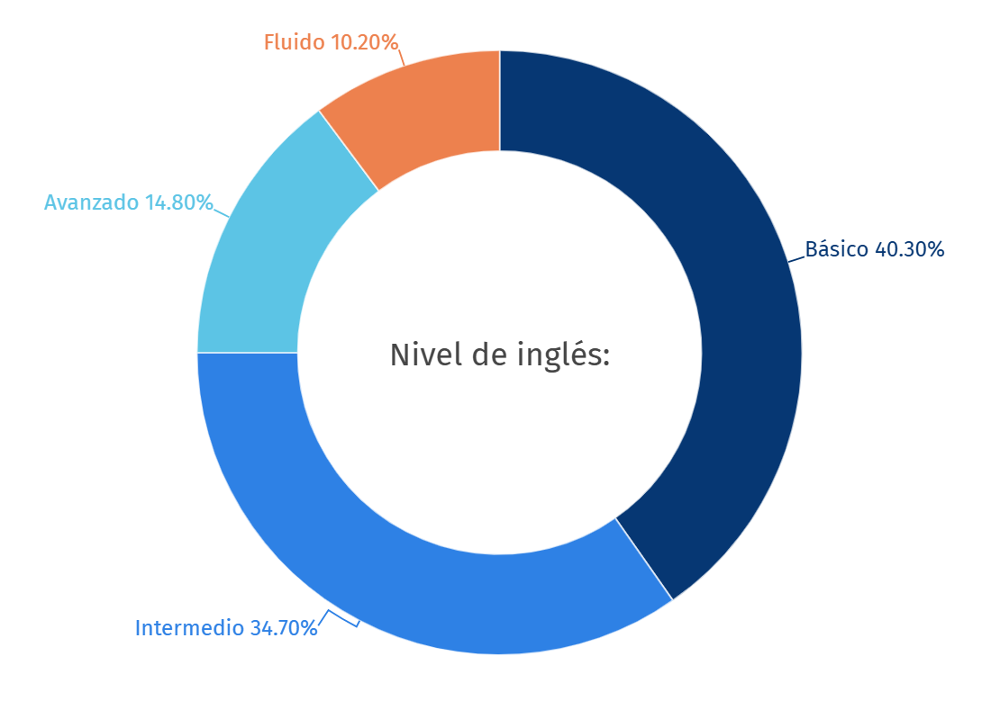 Fluido 10.20%
Avanzado 14.80%
Básico 40.30%
Nivel de inglés:
Intermedio 34.70%